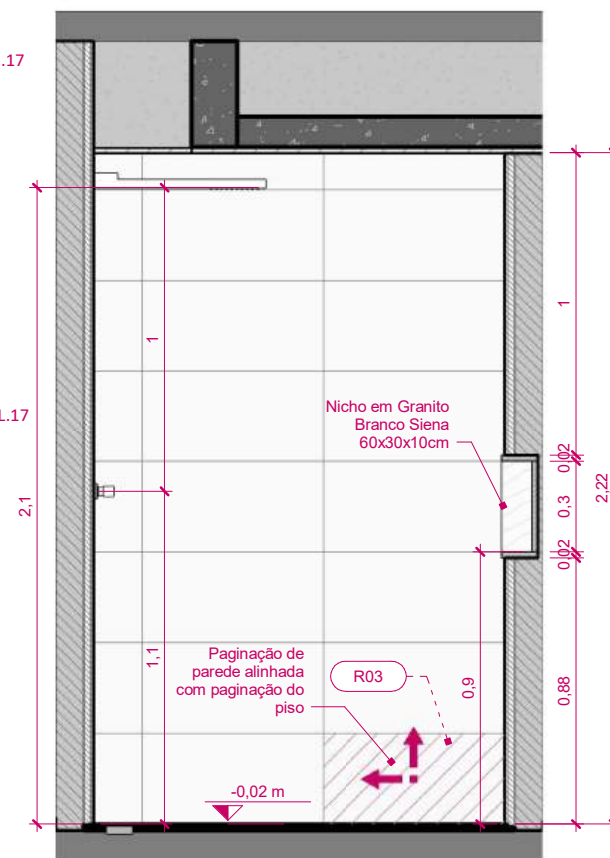 .17
1
Nicho em Granito
Branco Siena
60x30x10cm
1
L.17
0,02
0,3
0,02
2,22
2,1
1,1
Paginação de
parede alinhada
com paginação do
piso
R03
0,9
0,88
-0,02 m